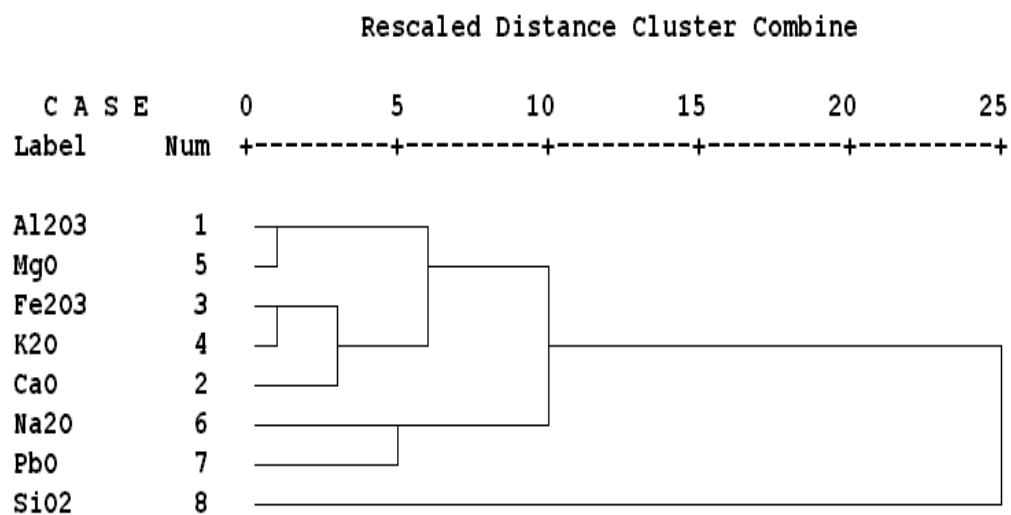 Rescaled Distance Cluster Combine
C A S E 0 5 10 15 20 25
Label Num +---------+---------+---------+---------+---------+
Al2O3 1
MgO 5
Fe2O3 3
K2O 4
CaO 2
Na2O 6
PbO 7
SiO2 8